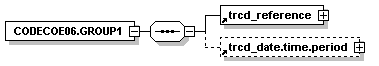 trcd_reference
CODECOE06.GROUP1
trcd_date.time.period